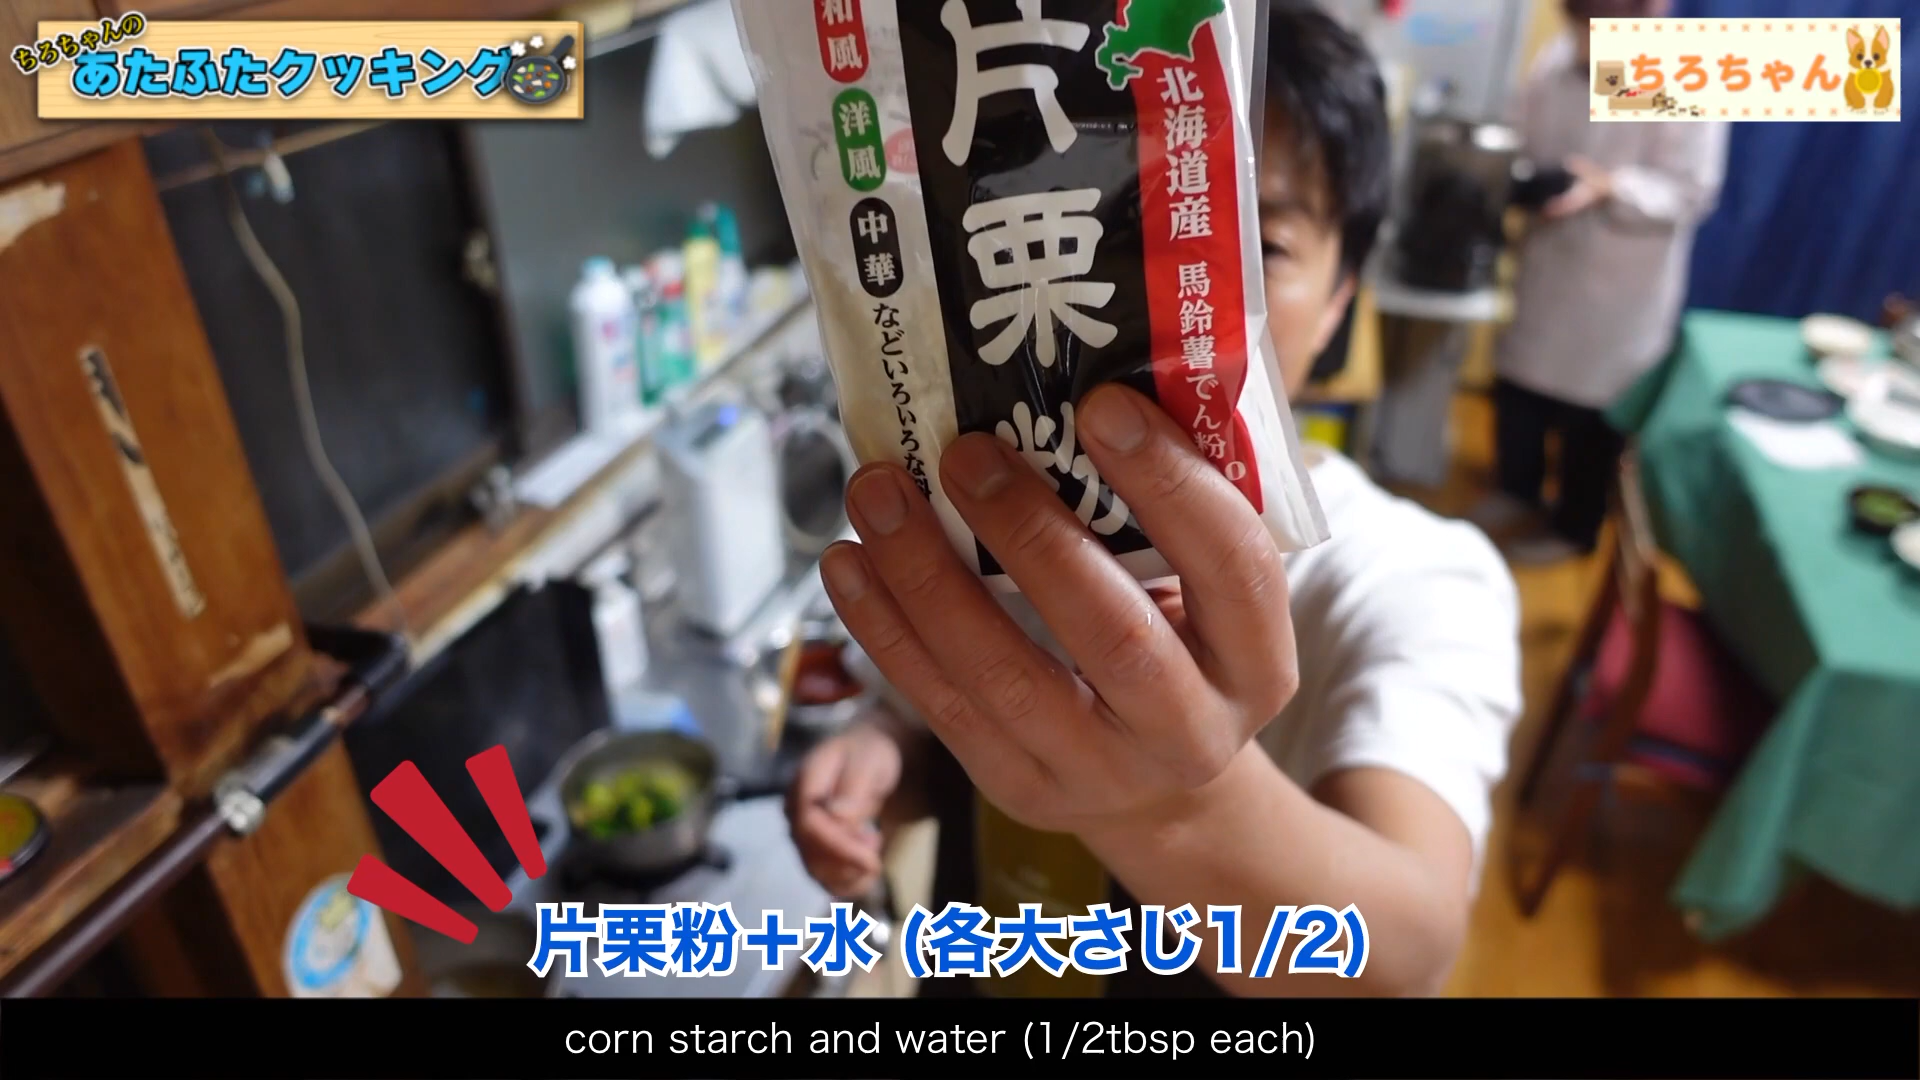 ちろちゃんの
あたふたクッキング
ちろちゃん
和風
洋風
中華
などいろいろな
片栗粉
北海道産 馬鈴薯でん粉
片栗粉＋水 (各大さじ1/2)
corn starch and water (1/2tbsp each)